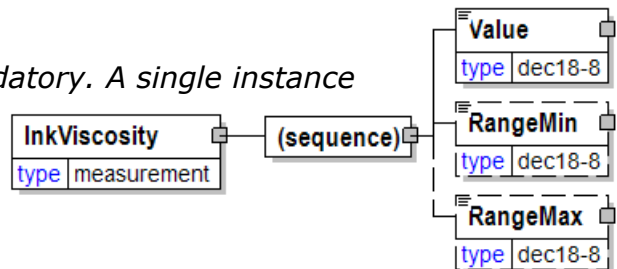 Value
type dec18-8
datory. A single instance
InkViscosity
type measurement
(sequence)
RangeMin
type dec18-8
RangeMax
type dec18-8